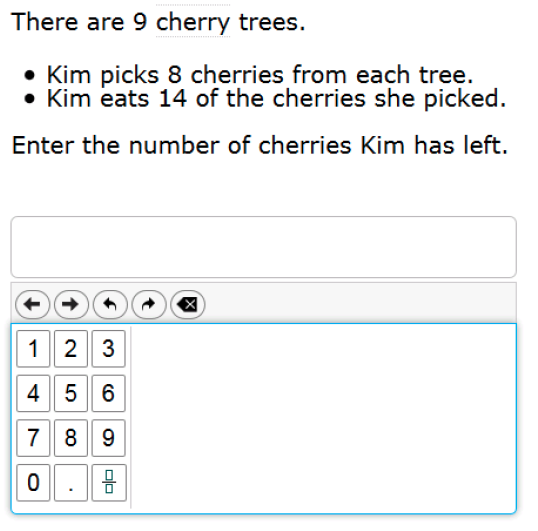 There are 9 cherry trees.
• Kim picks 8 cherries from each tree.
• Kim eats 14 of the cherries she picked.
Enter the number of cherries Kim has left.
1 2 3
4 5 6
7 8 9
0 .